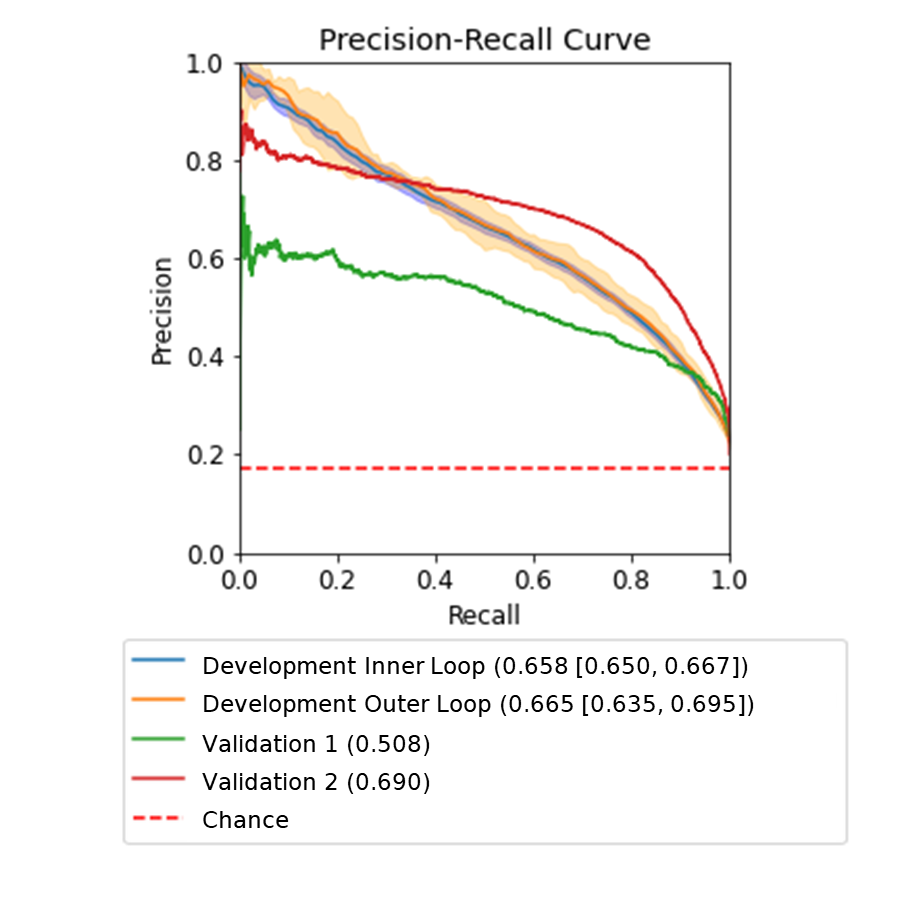 Precision-Recall Curve
1.0
0.8
0.6
0.4
0.2
0.0
Precision
0.0 0.2 0.4 0.6 0.8 1.0
Recall
Development Inner Loop (0.658 [0.650, 0.667])
Development Outer Loop (0.665 [0.635, 0.695])
Validation 1 (0.508)
Validation 2 (0.690)
Chance